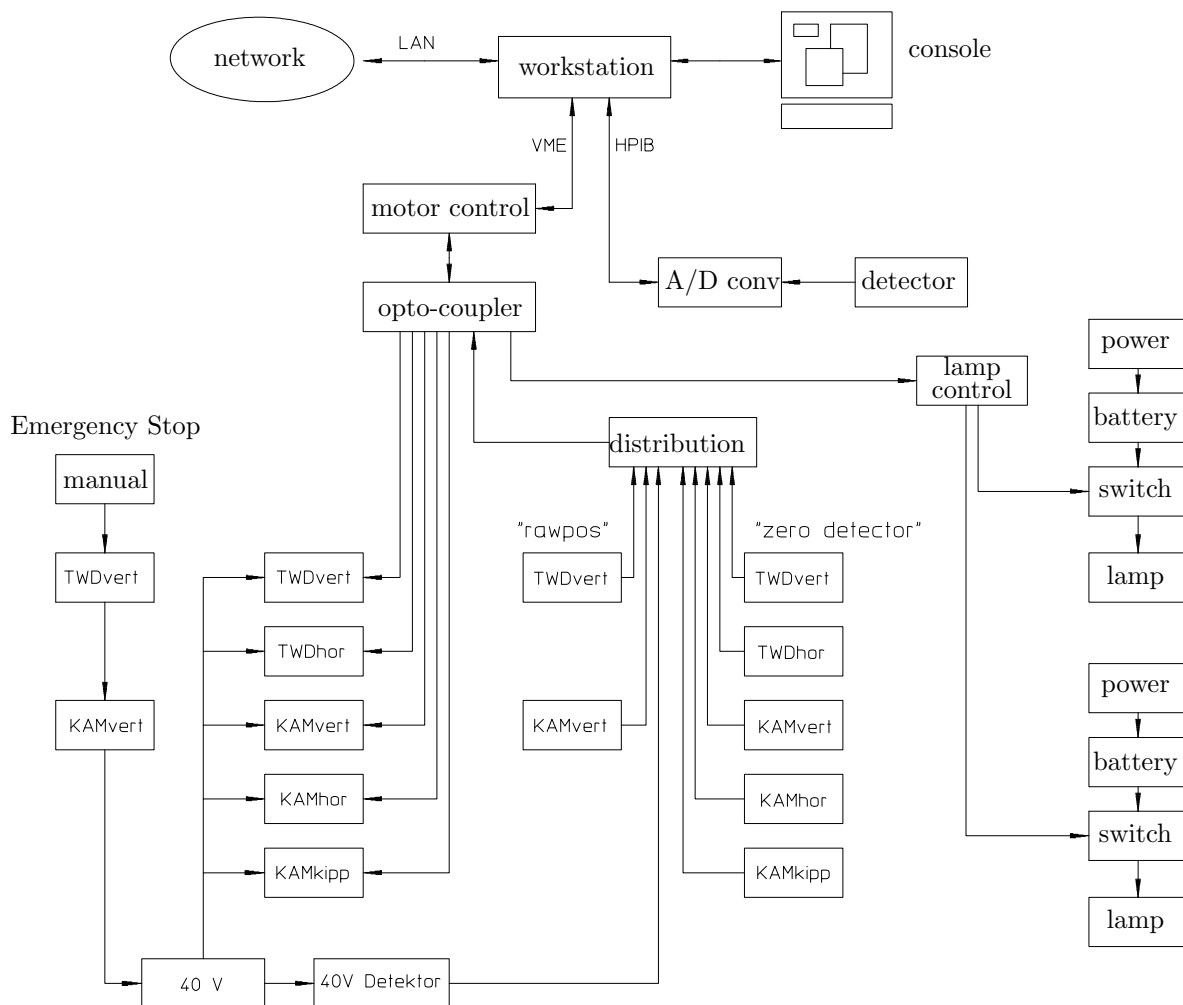 network
LAN
workstation
console
VME
HPIB
motor control
A/D conv
detector
opto-coupler
power
lamp
control
battery
Emergency Stop
distribution
manual
switch
"rawpos"
"zero detector"
TWDvert
TWDvert
TWDvert
TWDvert
lamp
TWDhor
TWDhor
power
KAMvert
KAMvert
KAMvert
KAMvert
battery
KAMhor
KAMhor
switch
KAMkipp
KAMkipp
lamp
40 V
40V Detektor